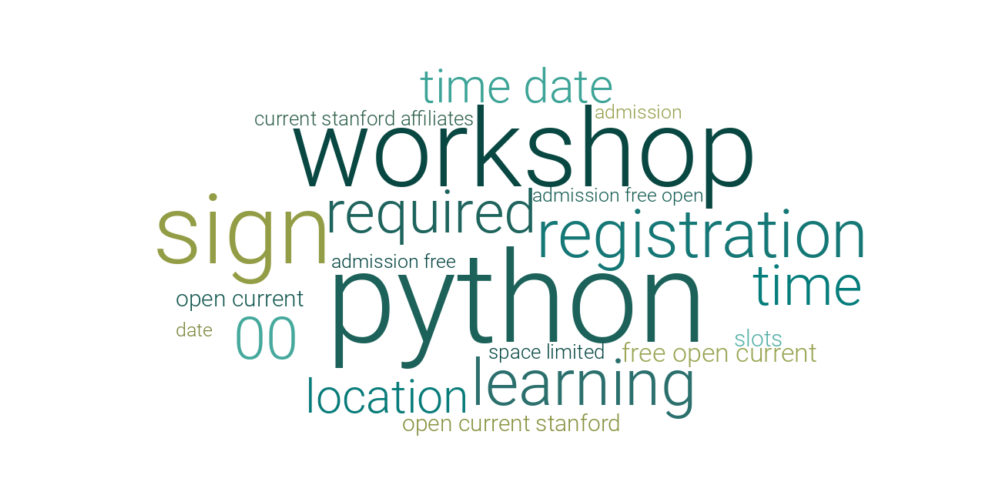 time date
current stanford affiliates
admission
workshop
admission free open
sign
required
registration
admission free
python
time
open current
date
00
slots
space limited
free open current
location
learning
open current stanford